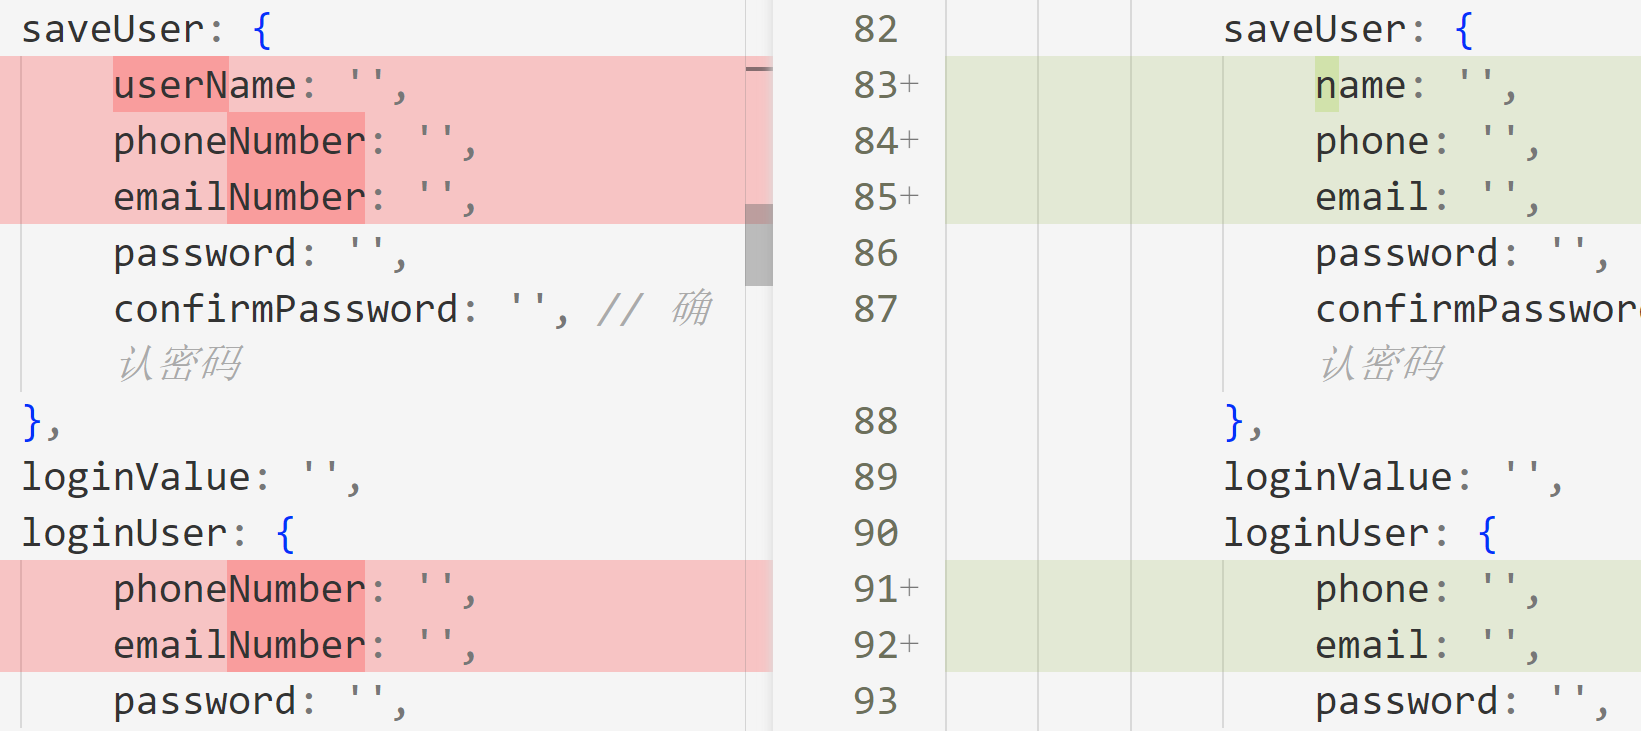 saveUser: {
userName: '',
phoneNumber: '',
emailNumber: '',
password: '',
confirmPassword: '', // 确
认密码
},
loginValue: '',
loginUser: {
phoneNumber: '',
emailNumber: '',
password: '',
82 saveUser: {
83+ name: '',
84+ phone: '',
85+ email: '',
86 password: '',
87 confirmPassword
认密码
88 },
89 loginValue: '',
90 loginUser: {
91+ phone: '',
92+ email: '',
93 password: '',